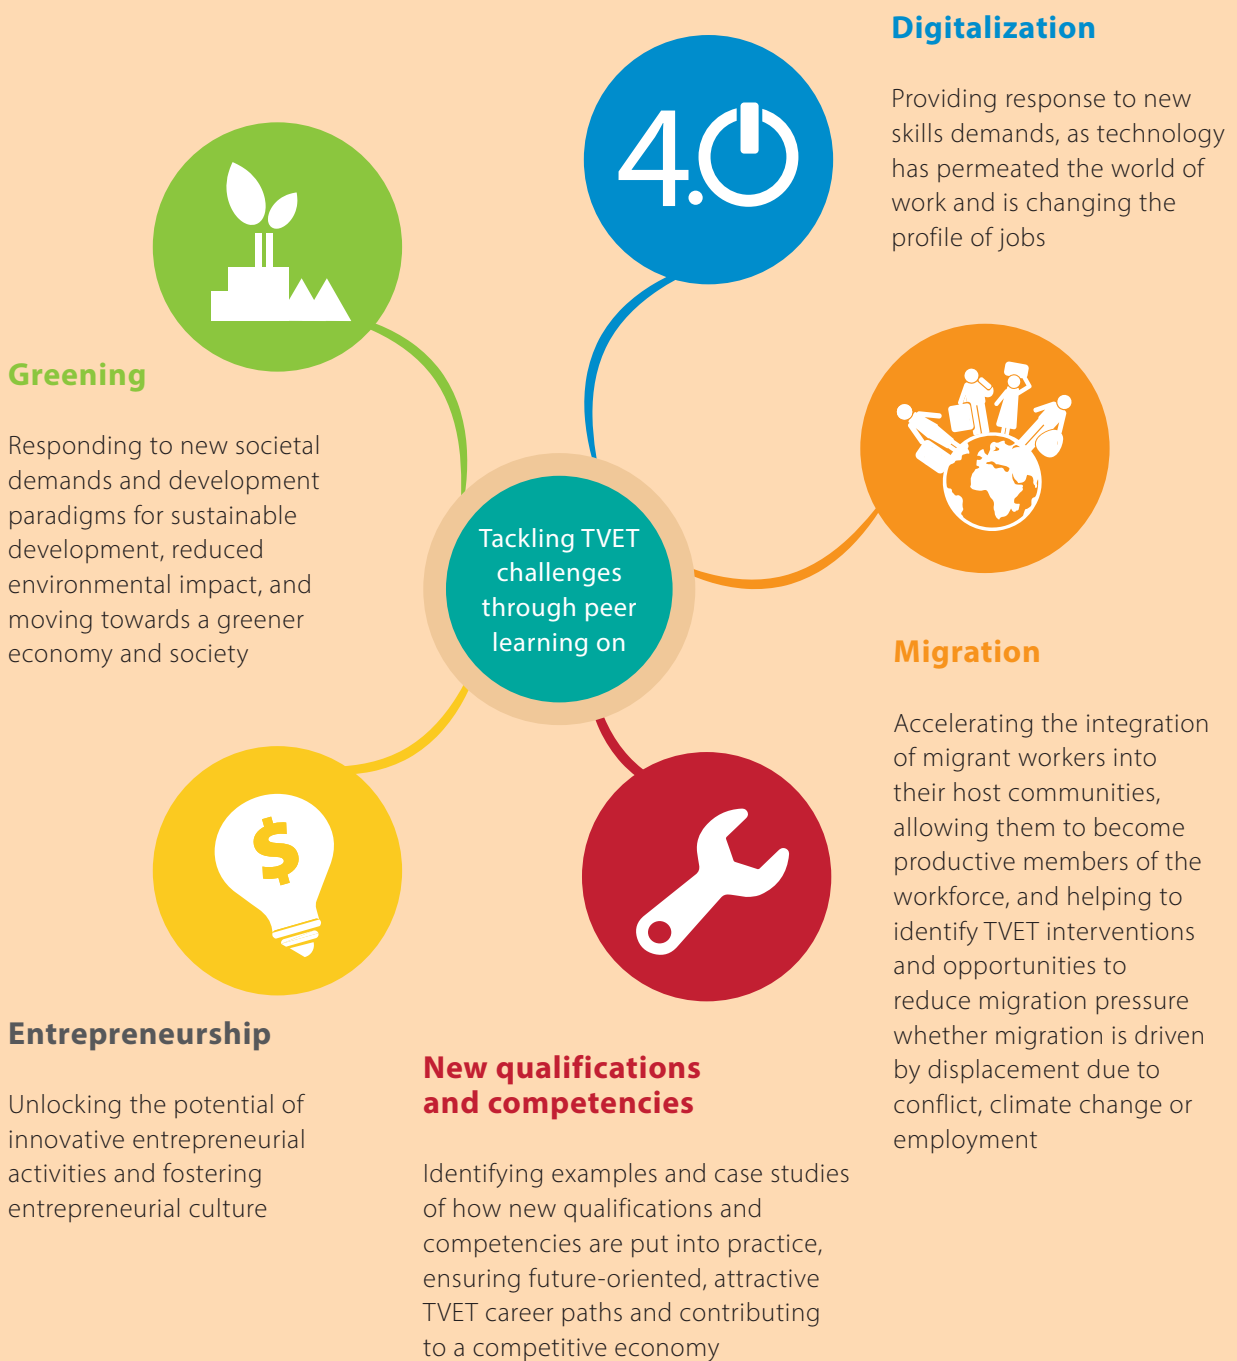 Digitalization
Providing response to new
skills demands, as technology
has permeated the world of
work and is changing the
profile of jobs
4.0
Greening
Responding to new societal
demands and development
paradigms for sustainable
development, reduced
environmental impact, and
moving towards a greener
economy and society
Tackling TVET
challenges
through peer
learning on
Migration
Accelerating the integration
of migrant workers into
their host communities,
allowing them to become
productive members of the
workforce, and helping to
identify TVET interventions
and opportunities to
reduce migration pressure
whether migration is driven
by displacement due to
conflict, climate change or
employment
$
Entrepreneurship
Unlocking the potential of
innovative entrepreneurial
activities and fostering
entrepreneurial culture
New qualifications
and competencies
Identifying examples and case studies
of how new qualifications and
competencies are put into practice,
ensuring future-oriented, attractive
TVET career paths and contributing
to a competitive economy